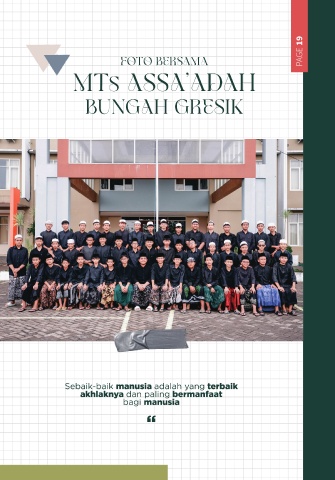 PAGE 19
FOTO BERSAMA
MTs ASSA'ADAH
BUNGAH GRESIK
Sebaik-baik manusia adalah yang terbaik
akhlaknya dan paling bermanfaat
bagi manusia
“